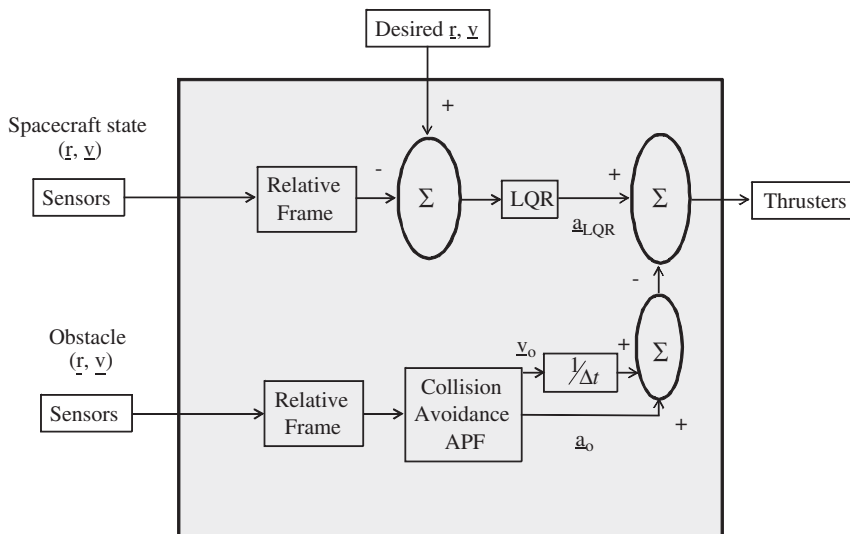 Desired r, v
+
Spacecraft state
(r, v)
Sensors
Relative
Frame
-
Σ
LQR
+
a_LQR
Σ
Thrusters
-
Obstacle
(r, v)
Sensors
Relative
Frame
Collision
Avoidance
APF
v_o
1/Δt
+
Σ
a_o
+